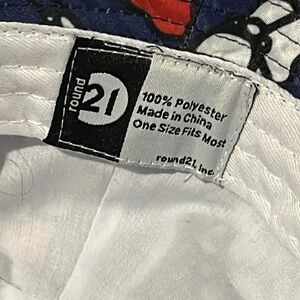 round
21
100% Polyester
Made in China
One Size Fits Most
round21, Inc.